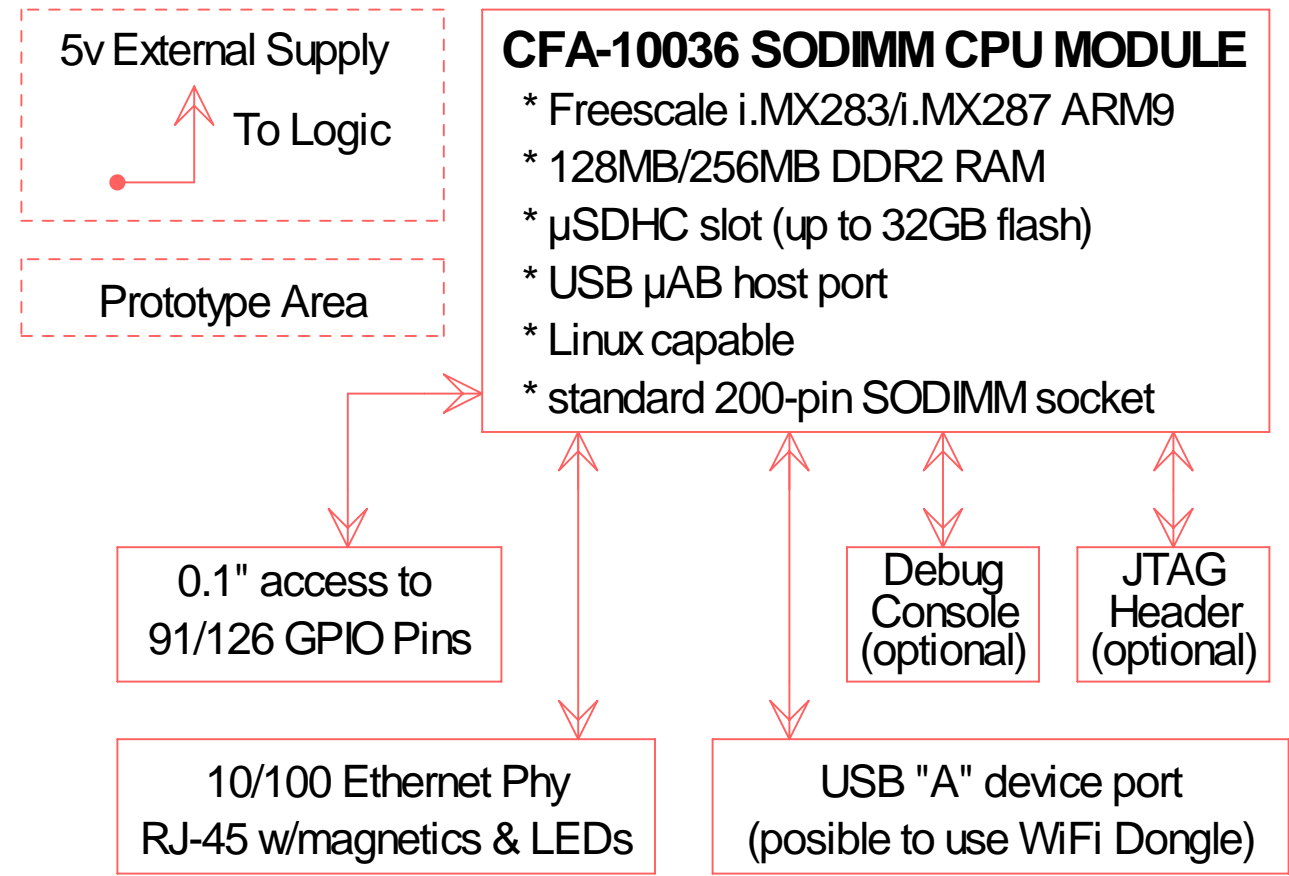 5v External Supply
To Logic
Prototype Area
CFA-10036 SODIMM CPU MODULE
* Freescale i.MX283/i.MX287 ARM9
* 128MB/256MB DDR2 RAM
* µSDHC slot (up to 32GB flash)
* USB µAB host port
* Linux capable
* standard 200-pin SODIMM socket
0.1" access to
91/126 GPIO Pins
Debug
Console
(optional)
JTAG
Header
(optional)
10/100 Ethernet Phy
RJ-45 w/magnetics & LEDs
USB "A" device port
(posible to use WiFi Dongle)